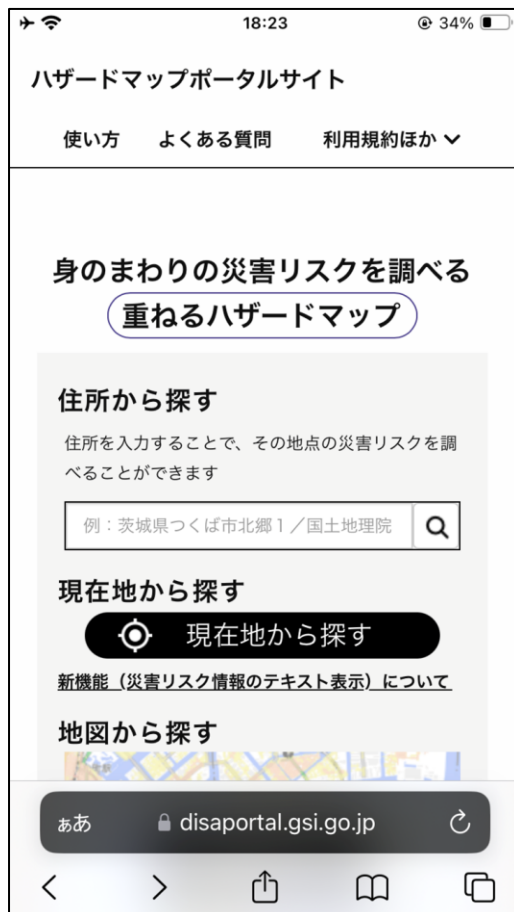 18:23
34%
ハザードマップポータルサイト
使い方 よくある質問 利用規約ほか
身のまわりの災害リスクを調べる
重ねるハザードマップ
住所から探す
住所を入力することで、その地点の災害リスクを調
べることができます
例：茨城県つくば市北郷１／国土地理院
現在地から探す
現在地から探す
新機能（災害リスク情報のテキスト表示）について
地図から探す
ぁあ disaportal.gsi.go.jp